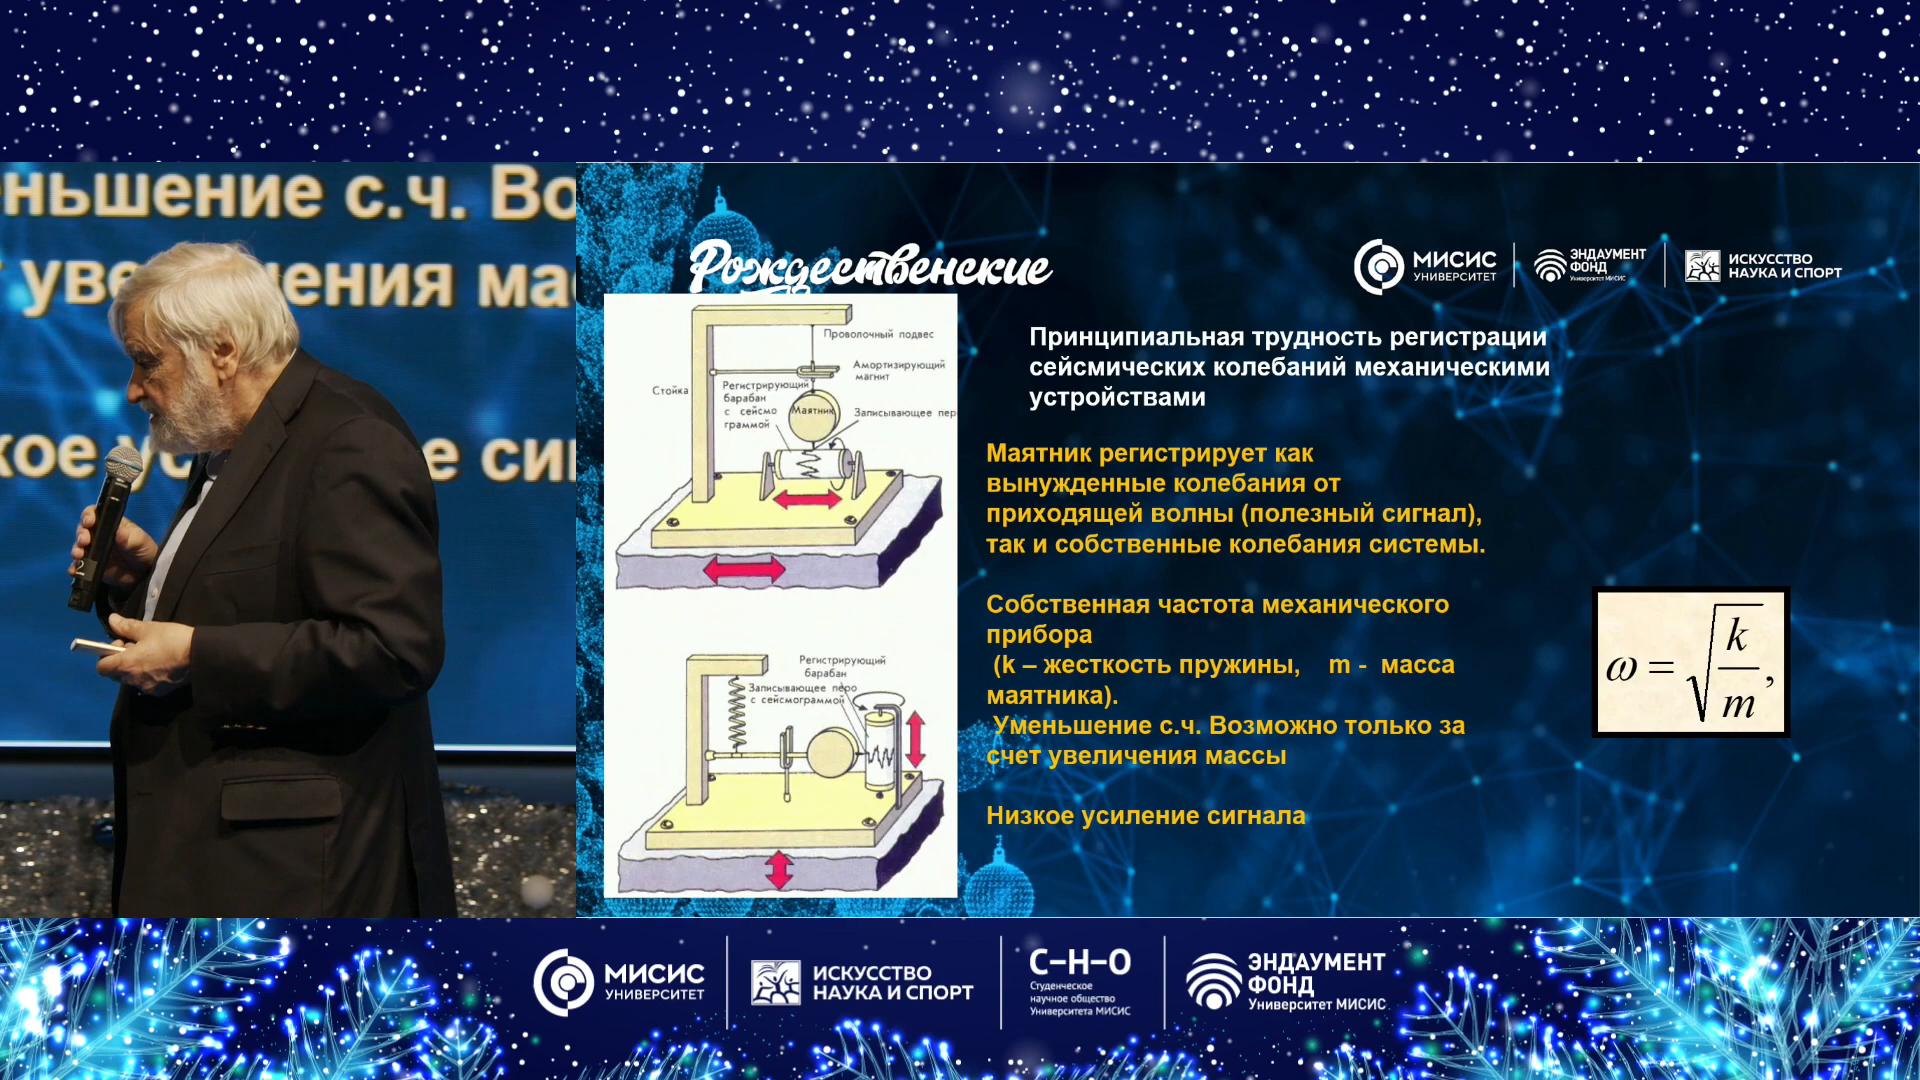 ньшение с.ч. Во
уве
ения ма
кое
е си
Рождественские
МИСИС
УНИВЕРСИТЕТ
ЭНДАУМЕНТ
ФОНД
Университет МИСИС
ИСКУССТВО
НАУКА И СПОРТ
Проволочный подвес
Амортизирующий
магнит
Стойка
Регистрирующий
барабан
с сейсмо
граммой
Маятник
Записывающее пер
Регистрирующий
барабан
Записывающее перо
с сейсмограммой
Принципиальная трудность регистрации
сейсмических колебаний механическими
устройствами
Маятник регистрирует как
вынужденные колебания от
приходящей волны (полезный сигнал),
так и собственные колебания системы.
Собственная частота механического
прибора
(k – жесткость пружины, m - масса
маятника).
Уменьшение с.ч. Возможно только за
счет увеличения массы
Низкое усиление сигнала
ω = √k/m,
МИСИС
УНИВЕРСИТЕТ
ИСКУССТВО
НАУКА И СПОРТ
С–Н–О
Студенческое
научное общество
Университета МИСИС
ЭНДАУМЕНТ
ФОНД
Университет МИСИС